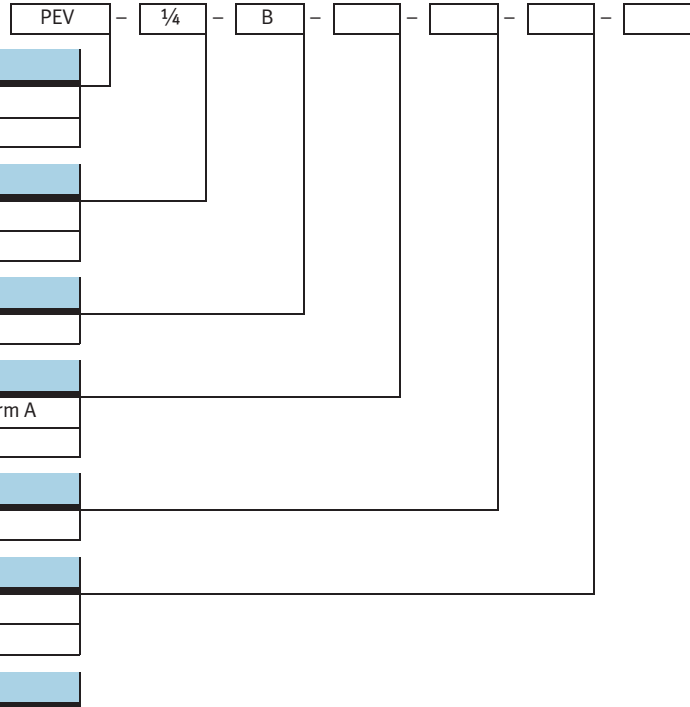 PEV – ¼ – B – – – –
rm A